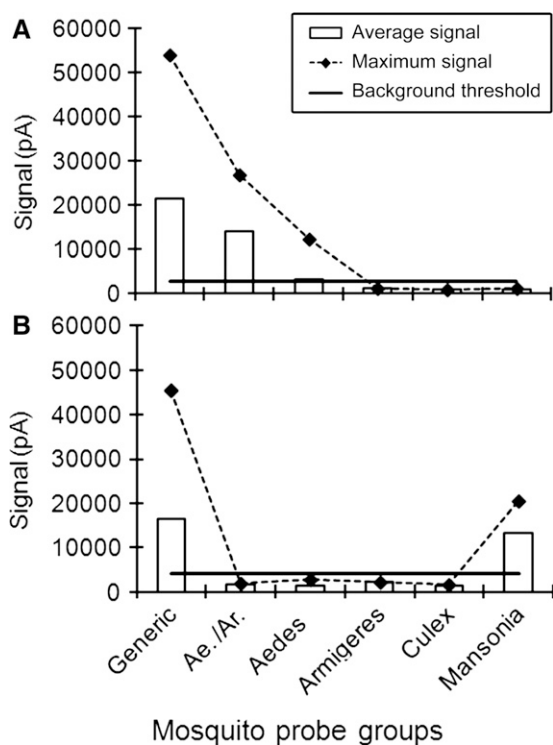 A
Average signal
Maximum signal
Background threshold
Signal (pA)
60000
50000
40000
30000
20000
10000
0
B
Signal (pA)
60000
50000
40000
30000
20000
10000
0
Generic
Ae. /Ar.
Aedes
Armigeres
Culex
Mansonia
Mosquito probe groups